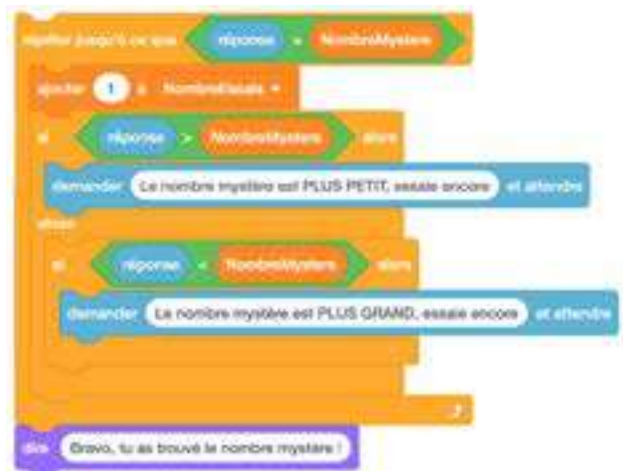 répéter jusqu'à ce que réponse = NombreMystere
ajouter 1 à NombreEssais
si réponse > NombreMystere alors
demander Le nombre mystère est PLUS PETIT, essaie encore et attendre
sinon
si réponse < NombreMystere alors
demander Le nombre mystère est PLUS GRAND, essaie encore et attendre
dire Bravo, tu as trouvé le nombre mystère !